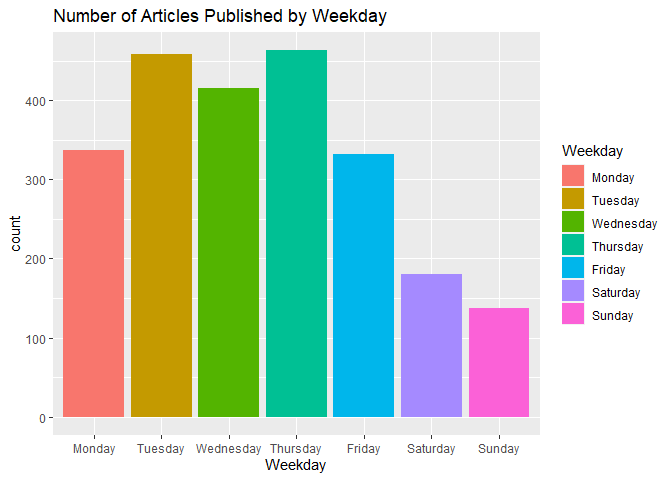 Number of Articles Published by Weekday
400
300
200
100
0
count
Monday Tuesday Wednesday Thursday Friday Saturday Sunday
Weekday
Weekday
Monday
Tuesday
Wednesday
Thursday
Friday
Saturday
Sunday